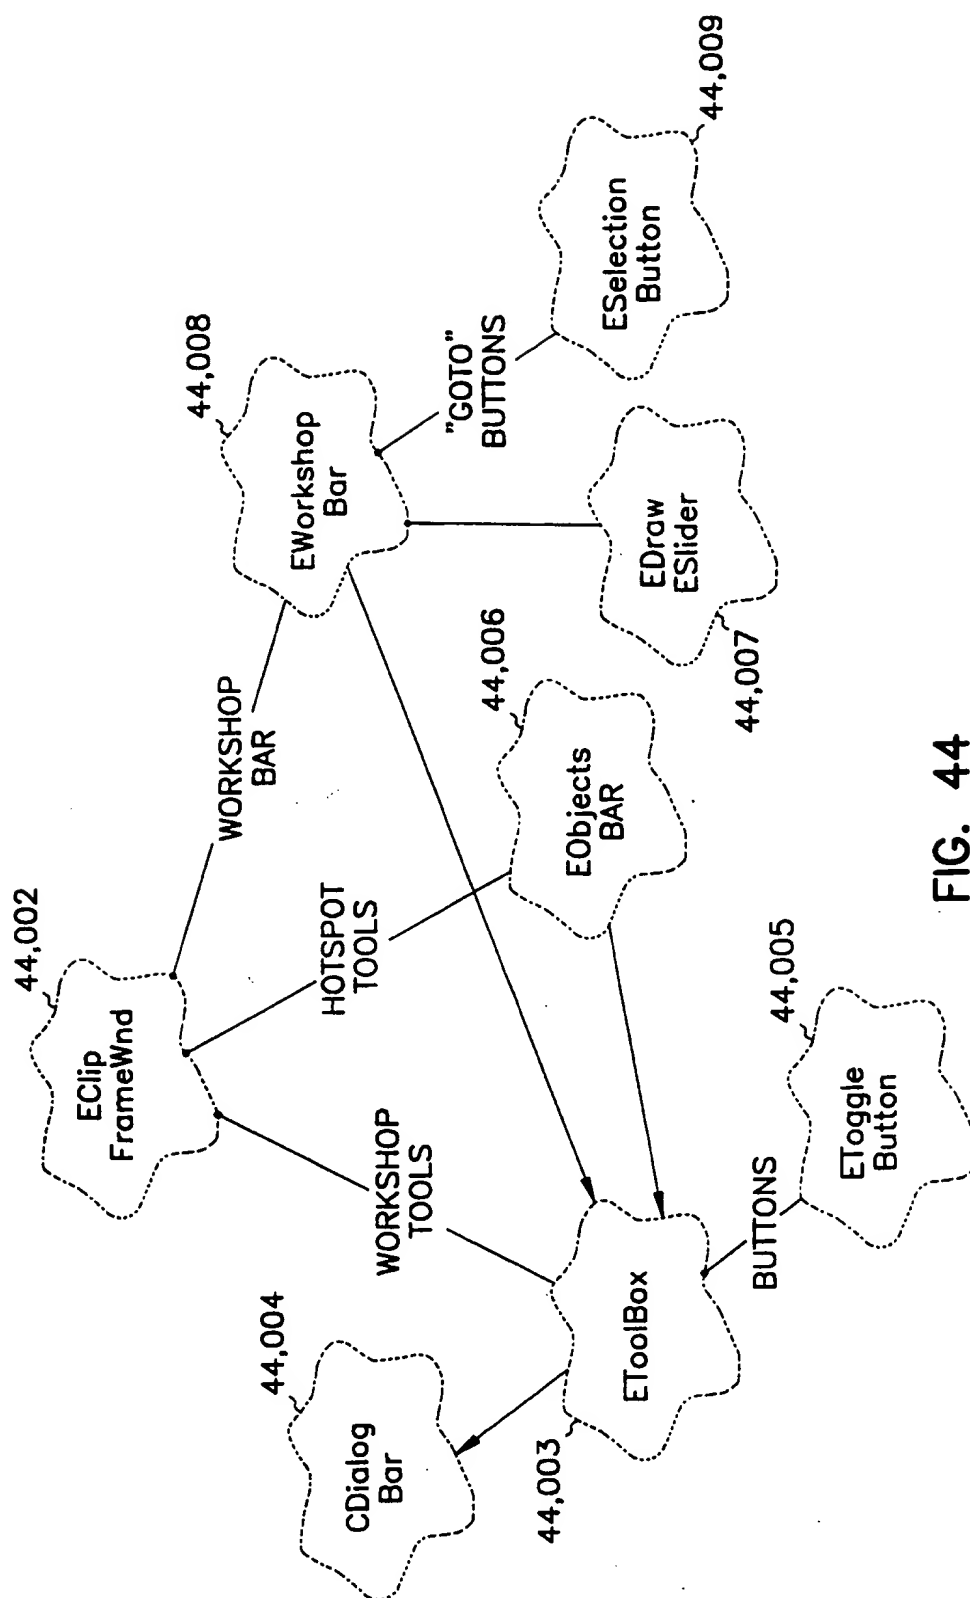 44,002
EClip
FrameWnd
WORKSHOP
BAR
44,008
EWorkshop
Bar
HOTSPOT
TOOLS
WORKSHOP
TOOLS
"GOTO"
BUTTONS
44,004
CDialog
Bar
44,003
EToolBox
44,006
EObjects
BAR
EDraw
ESlider
44,007
ESelection
Button
44,009
BUTTONS
44,005
EToggle
Button
FIG. 44